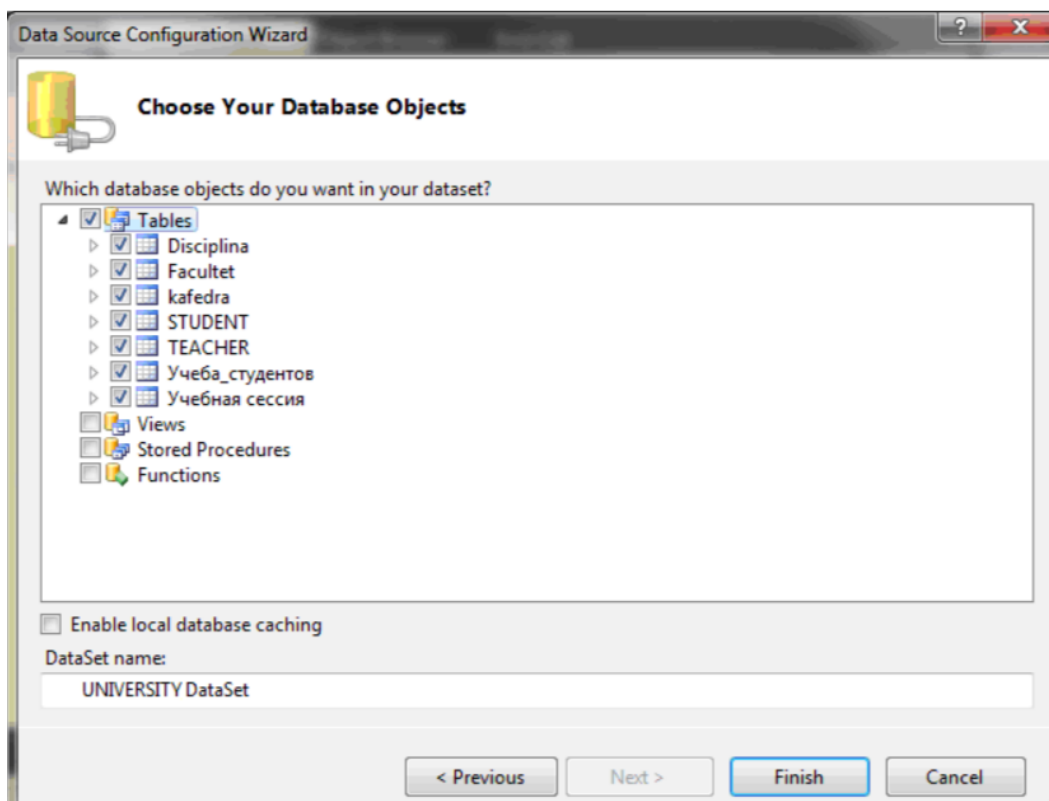 Data Source Configuration Wizard
Choose Your Database Objects
Which database objects do you want in your dataset?
Tables
Disciplina
Facultet
kafedra
STUDENT
TEACHER
Учеба_студентов
Учебная сессия
Views
Stored Procedures
Functions
Enable local database caching
DataSet name:
UNIVERSITY DataSet
< Previous Next > Finish Cancel